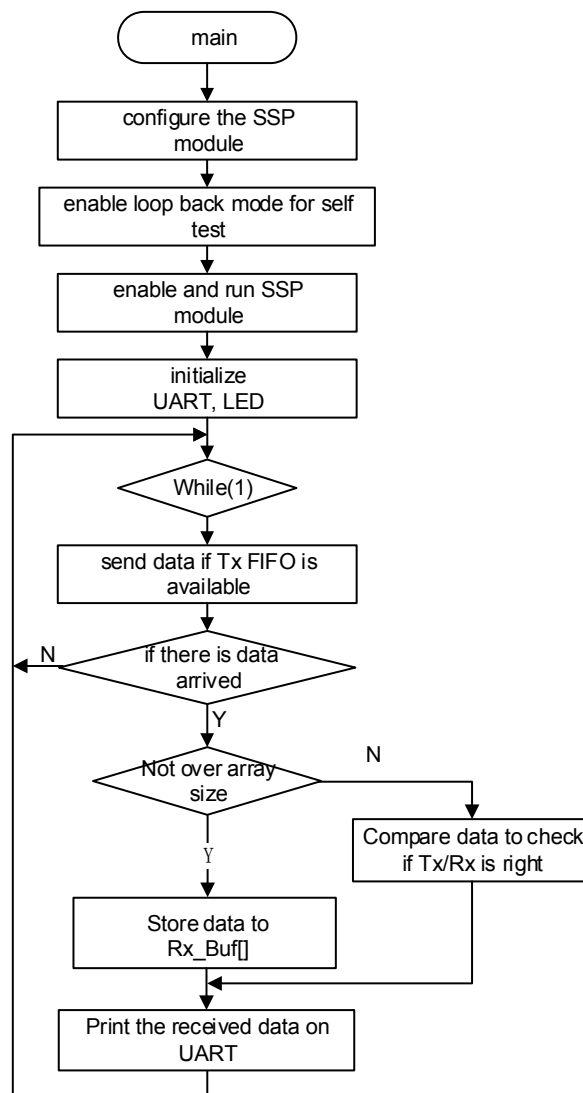 main
configure the SSP
module
enable loop back mode for self
test
enable and run SSP
module
initialize
UART, LED
While(1)
send data if Tx FIFO is
available
N
if there is data
arrived
Y
Not over array
size
N
Compare data to check
if Tx/Rx is right
Y
Store data to
Rx_Buf[]
Print the received data on
UART